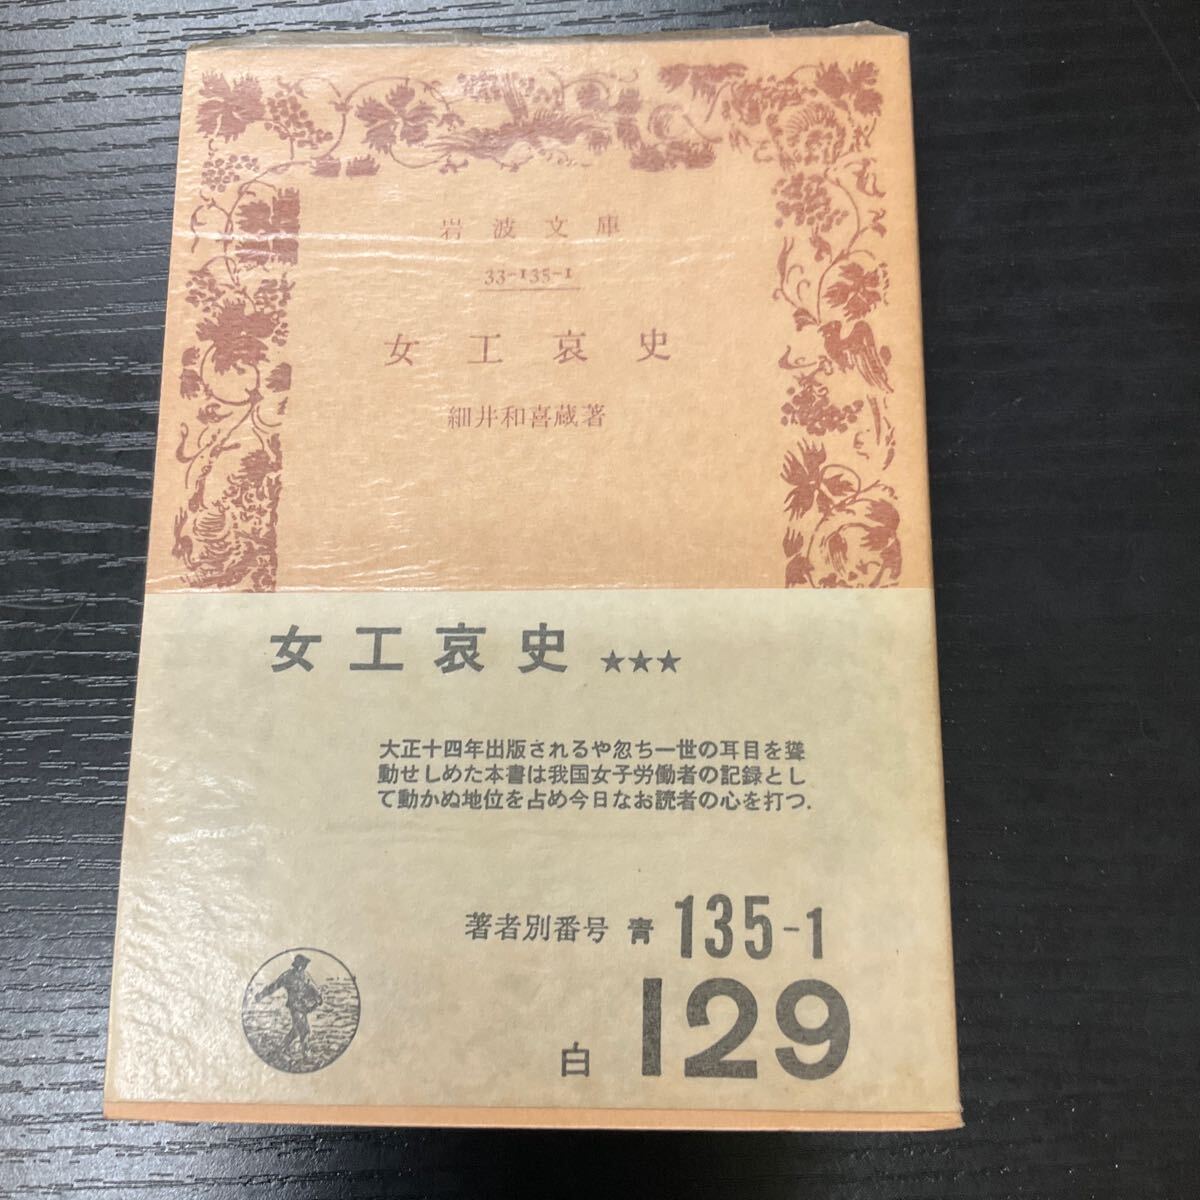 岩波文庫
33-135-1
女工哀史
細井和喜蔵著
女工哀史 ★★★
大正十四年出版されるや忽ち一世の耳目を聳
動せしめた本書は我国女子労働者の記録とし
て動かぬ地位を占め今日なお読者の心を打つ.
著者別番号 青 135-1
白 129